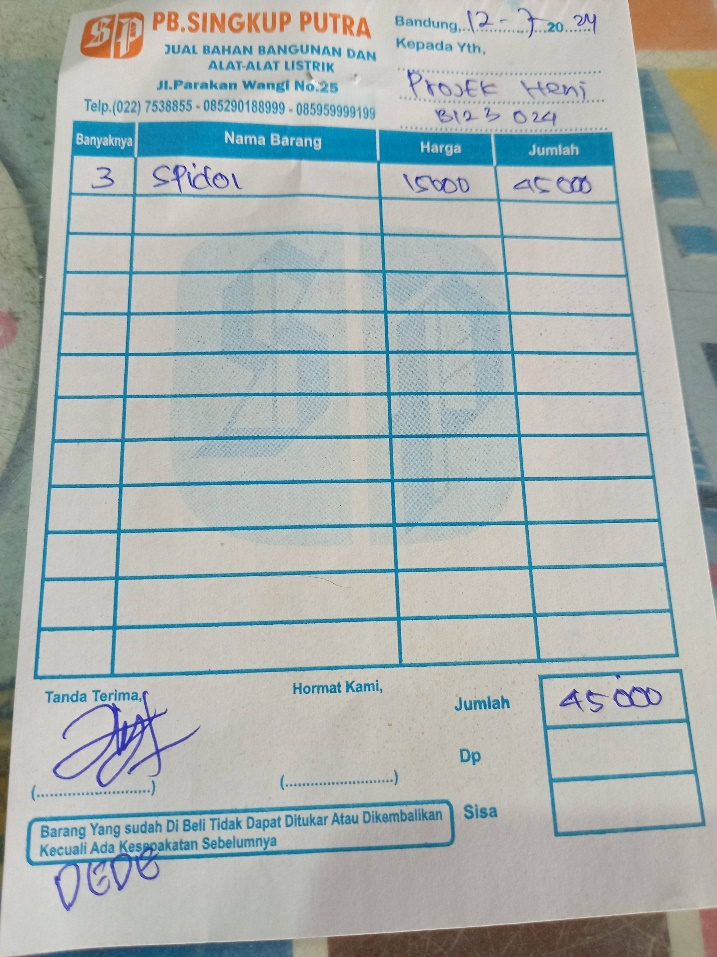 SP PB.SINGKUP PUTRA
JUAL BAHAN BANGUNAN DAN
ALAT-ALAT LISTRIK
Jl.Parakan Wangi No.25
Telp.(022) 7538855 - 085290188999 - 085959999199
Bandung, 12 - 7 20 24
Kepada Yth,
Projek Heni
B123 024
Banyaknya Nama Barang Harga Jumlah
3 Spidol 15000 45000
Tanda Terima, Hormat Kami,
Jumlah 45000
Dp
Sisa
(..........................) (..........................)
Barang Yang sudah Di Beli Tidak Dapat Ditukar Atau Dikembalikan
Kecuali Ada Kesepakatan Sebelumnya
DEDE